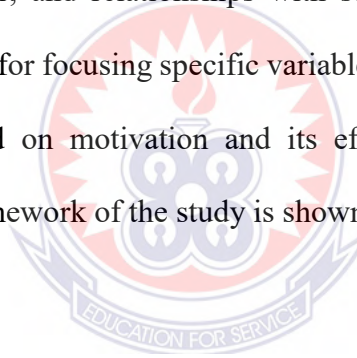 , and relationships with s
for focusing specific variable
d on motivation and its ef
nework of the study is shown
EDUCATION FOR SERVICE